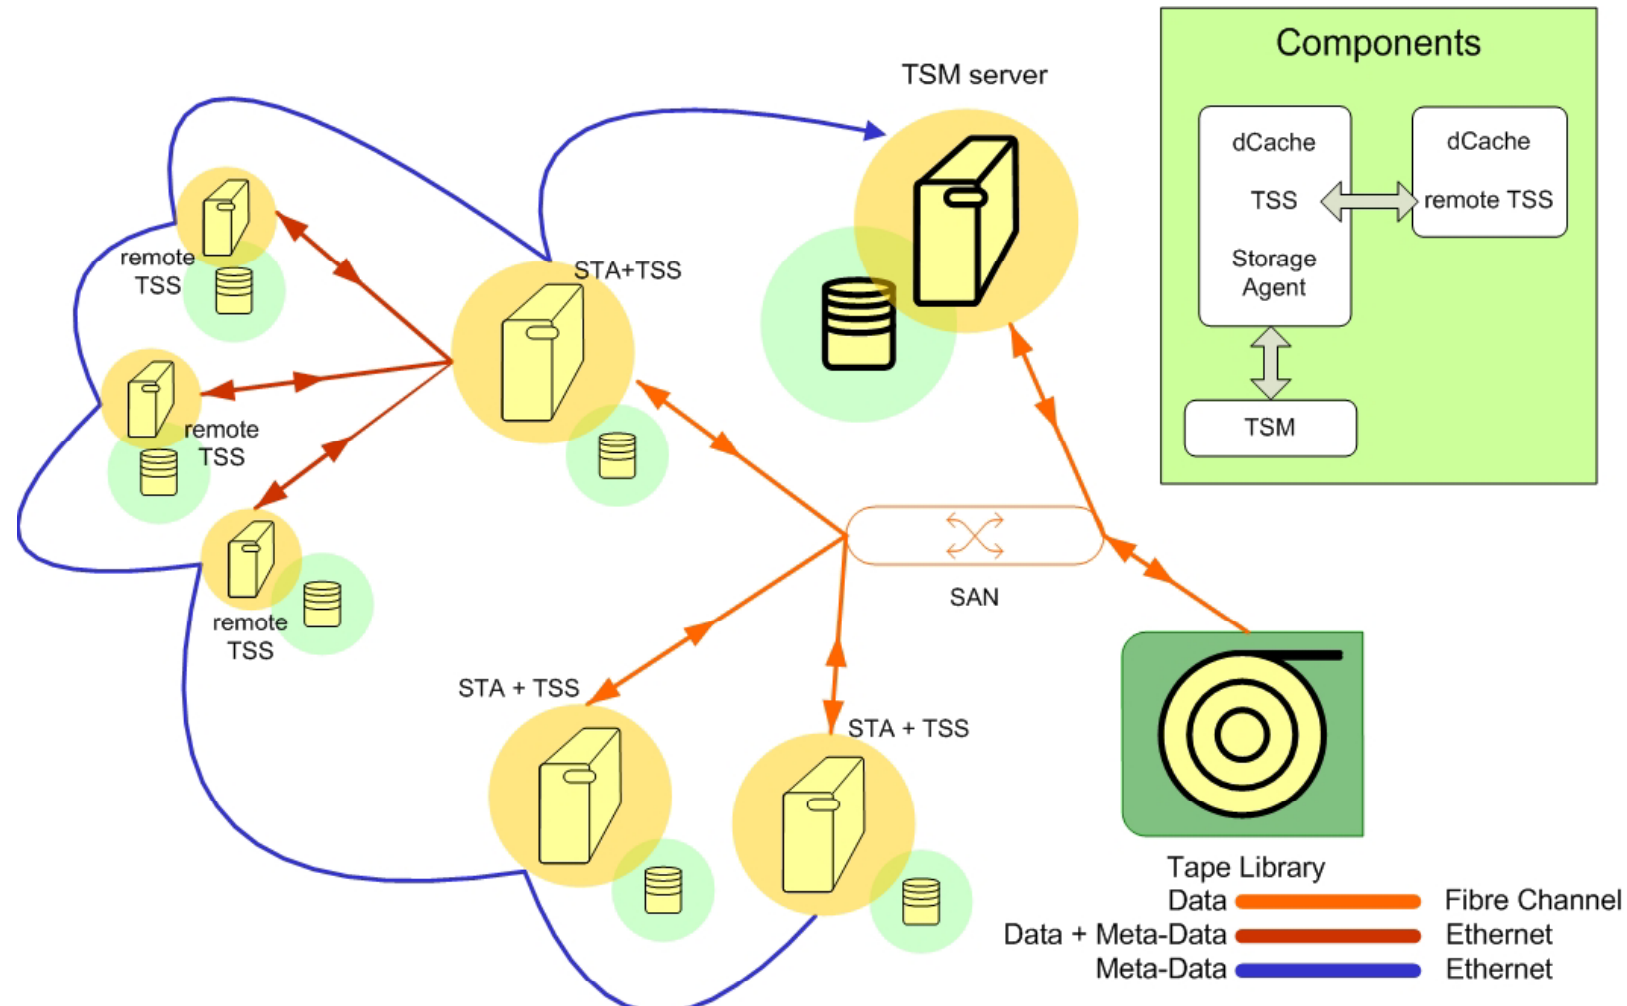 TSM server
Components
dCache
TSS
Storage
Agent
dCache
remote TSS
TSM
remote
TSS
STA+TSS
remote
TSS
remote
TSS
SAN
STA + TSS
STA + TSS
Tape Library
Data Fibre Channel
Data + Meta-Data Ethernet
Meta-Data Ethernet